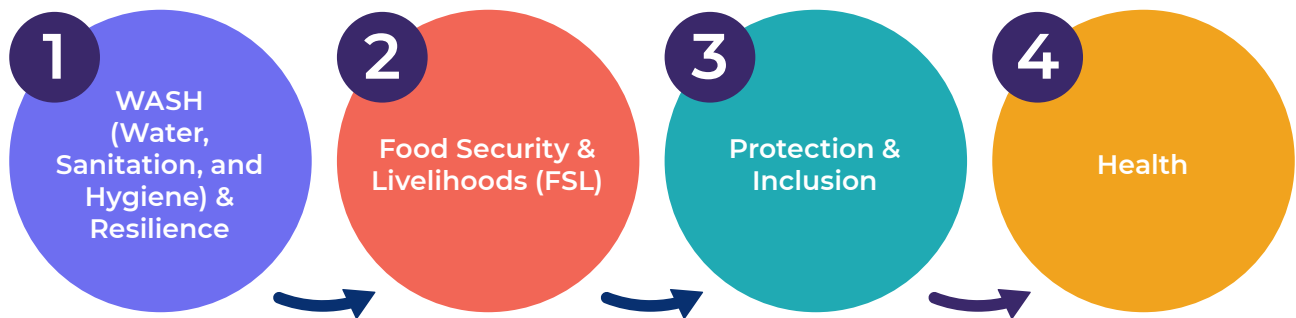 1
WASH
(Water,
Sanitation, and
Hygiene) &
Resilience
2
Food Security &
Livelihoods (FSL)
3
Protection &
Inclusion
4
Health